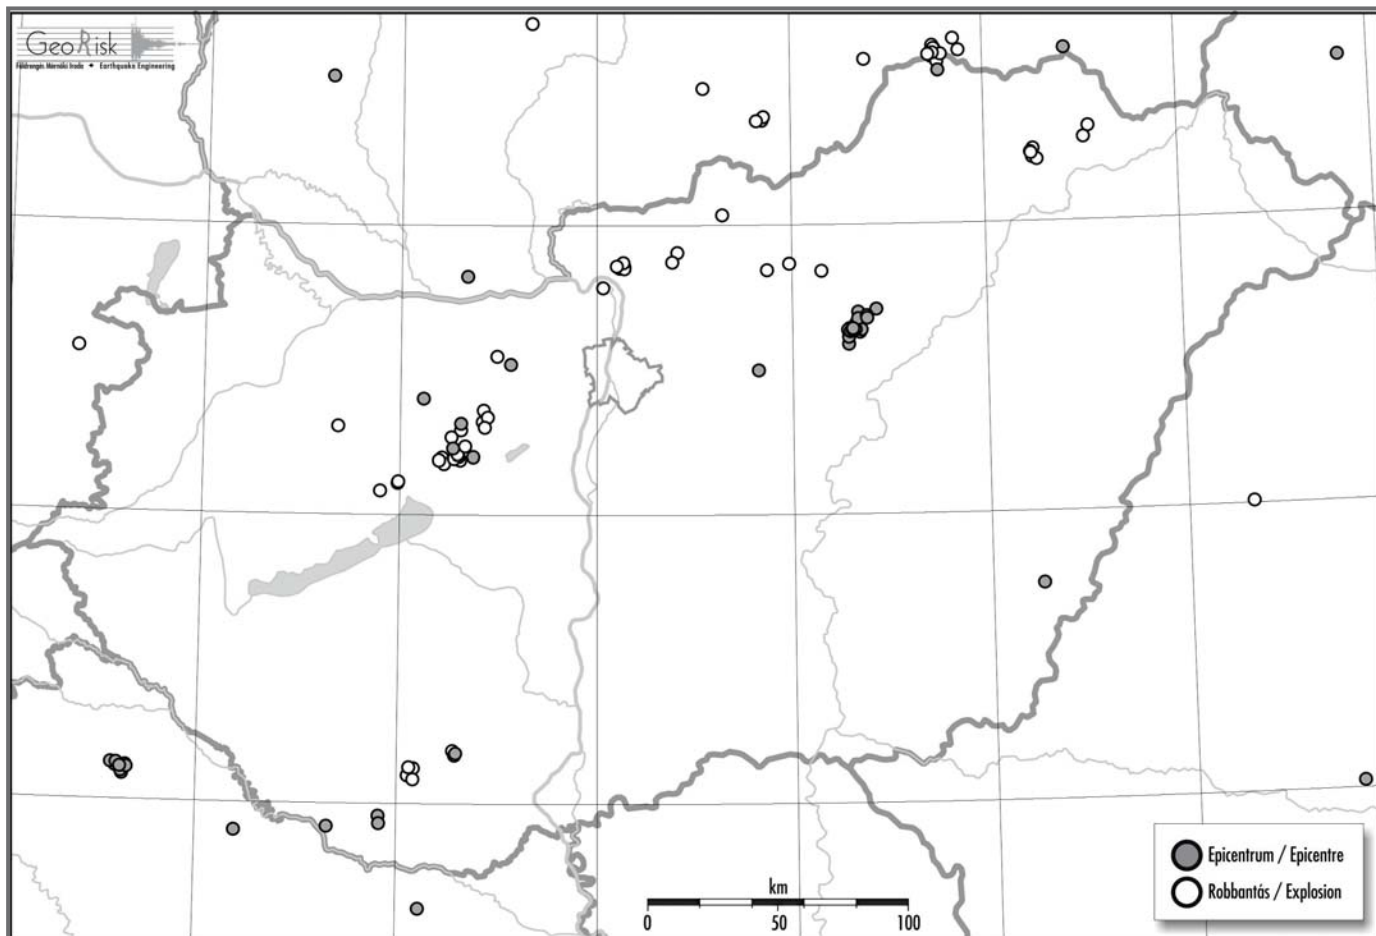 GeoRisk
Földrengés Mérnöki Iroda ✦ Earthquake Engineering
Epicentrum / Epicentre
Robbantás / Explosion
km
0 50 100